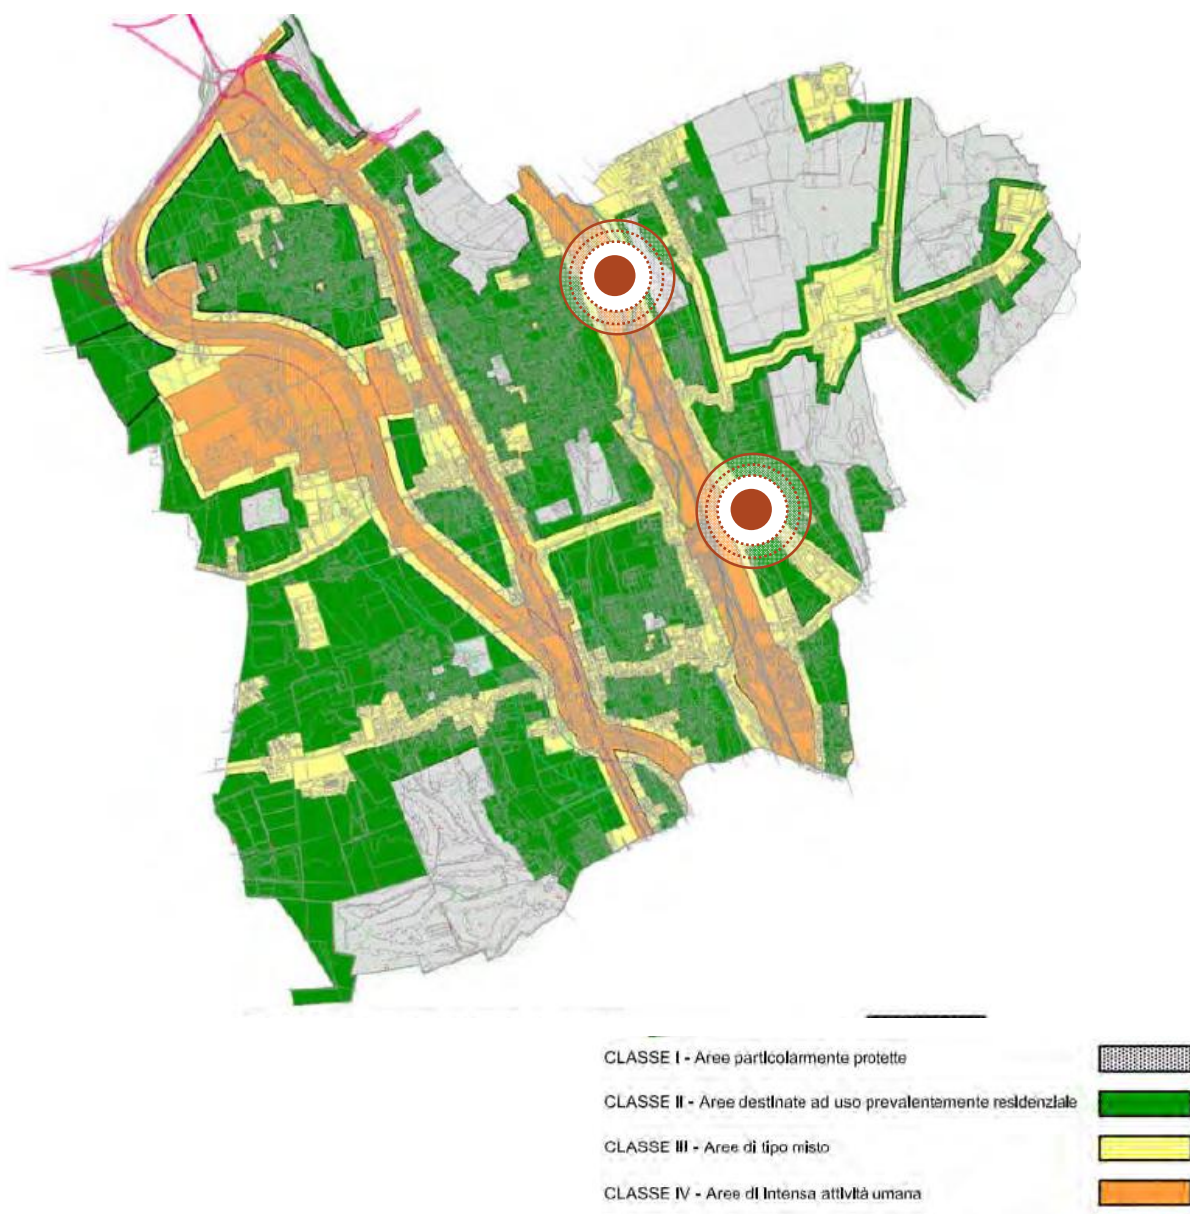 CLASSE I - Aree particolarmente protette
CLASSE II - Aree destinate ad uso prevalentemente residenziale
CLASSE III - Aree di tipo misto
CLASSE IV - Aree di intensa attività umana